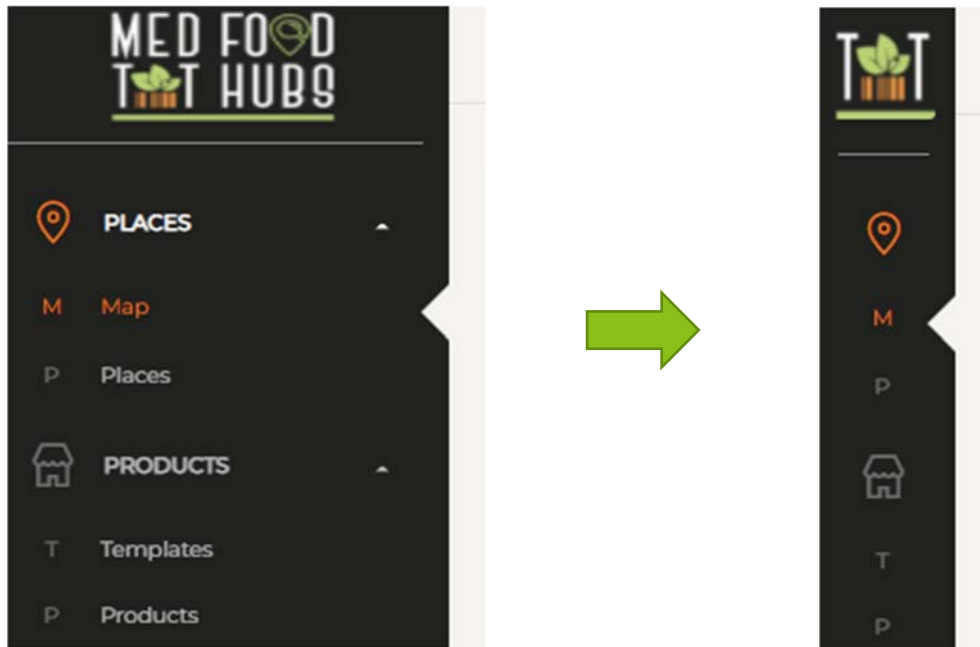 MED FOOD
T T HUBS
PLACES
M Map
P Places
PRODUCTS
T Templates
P Products
T T
M
P
T
P